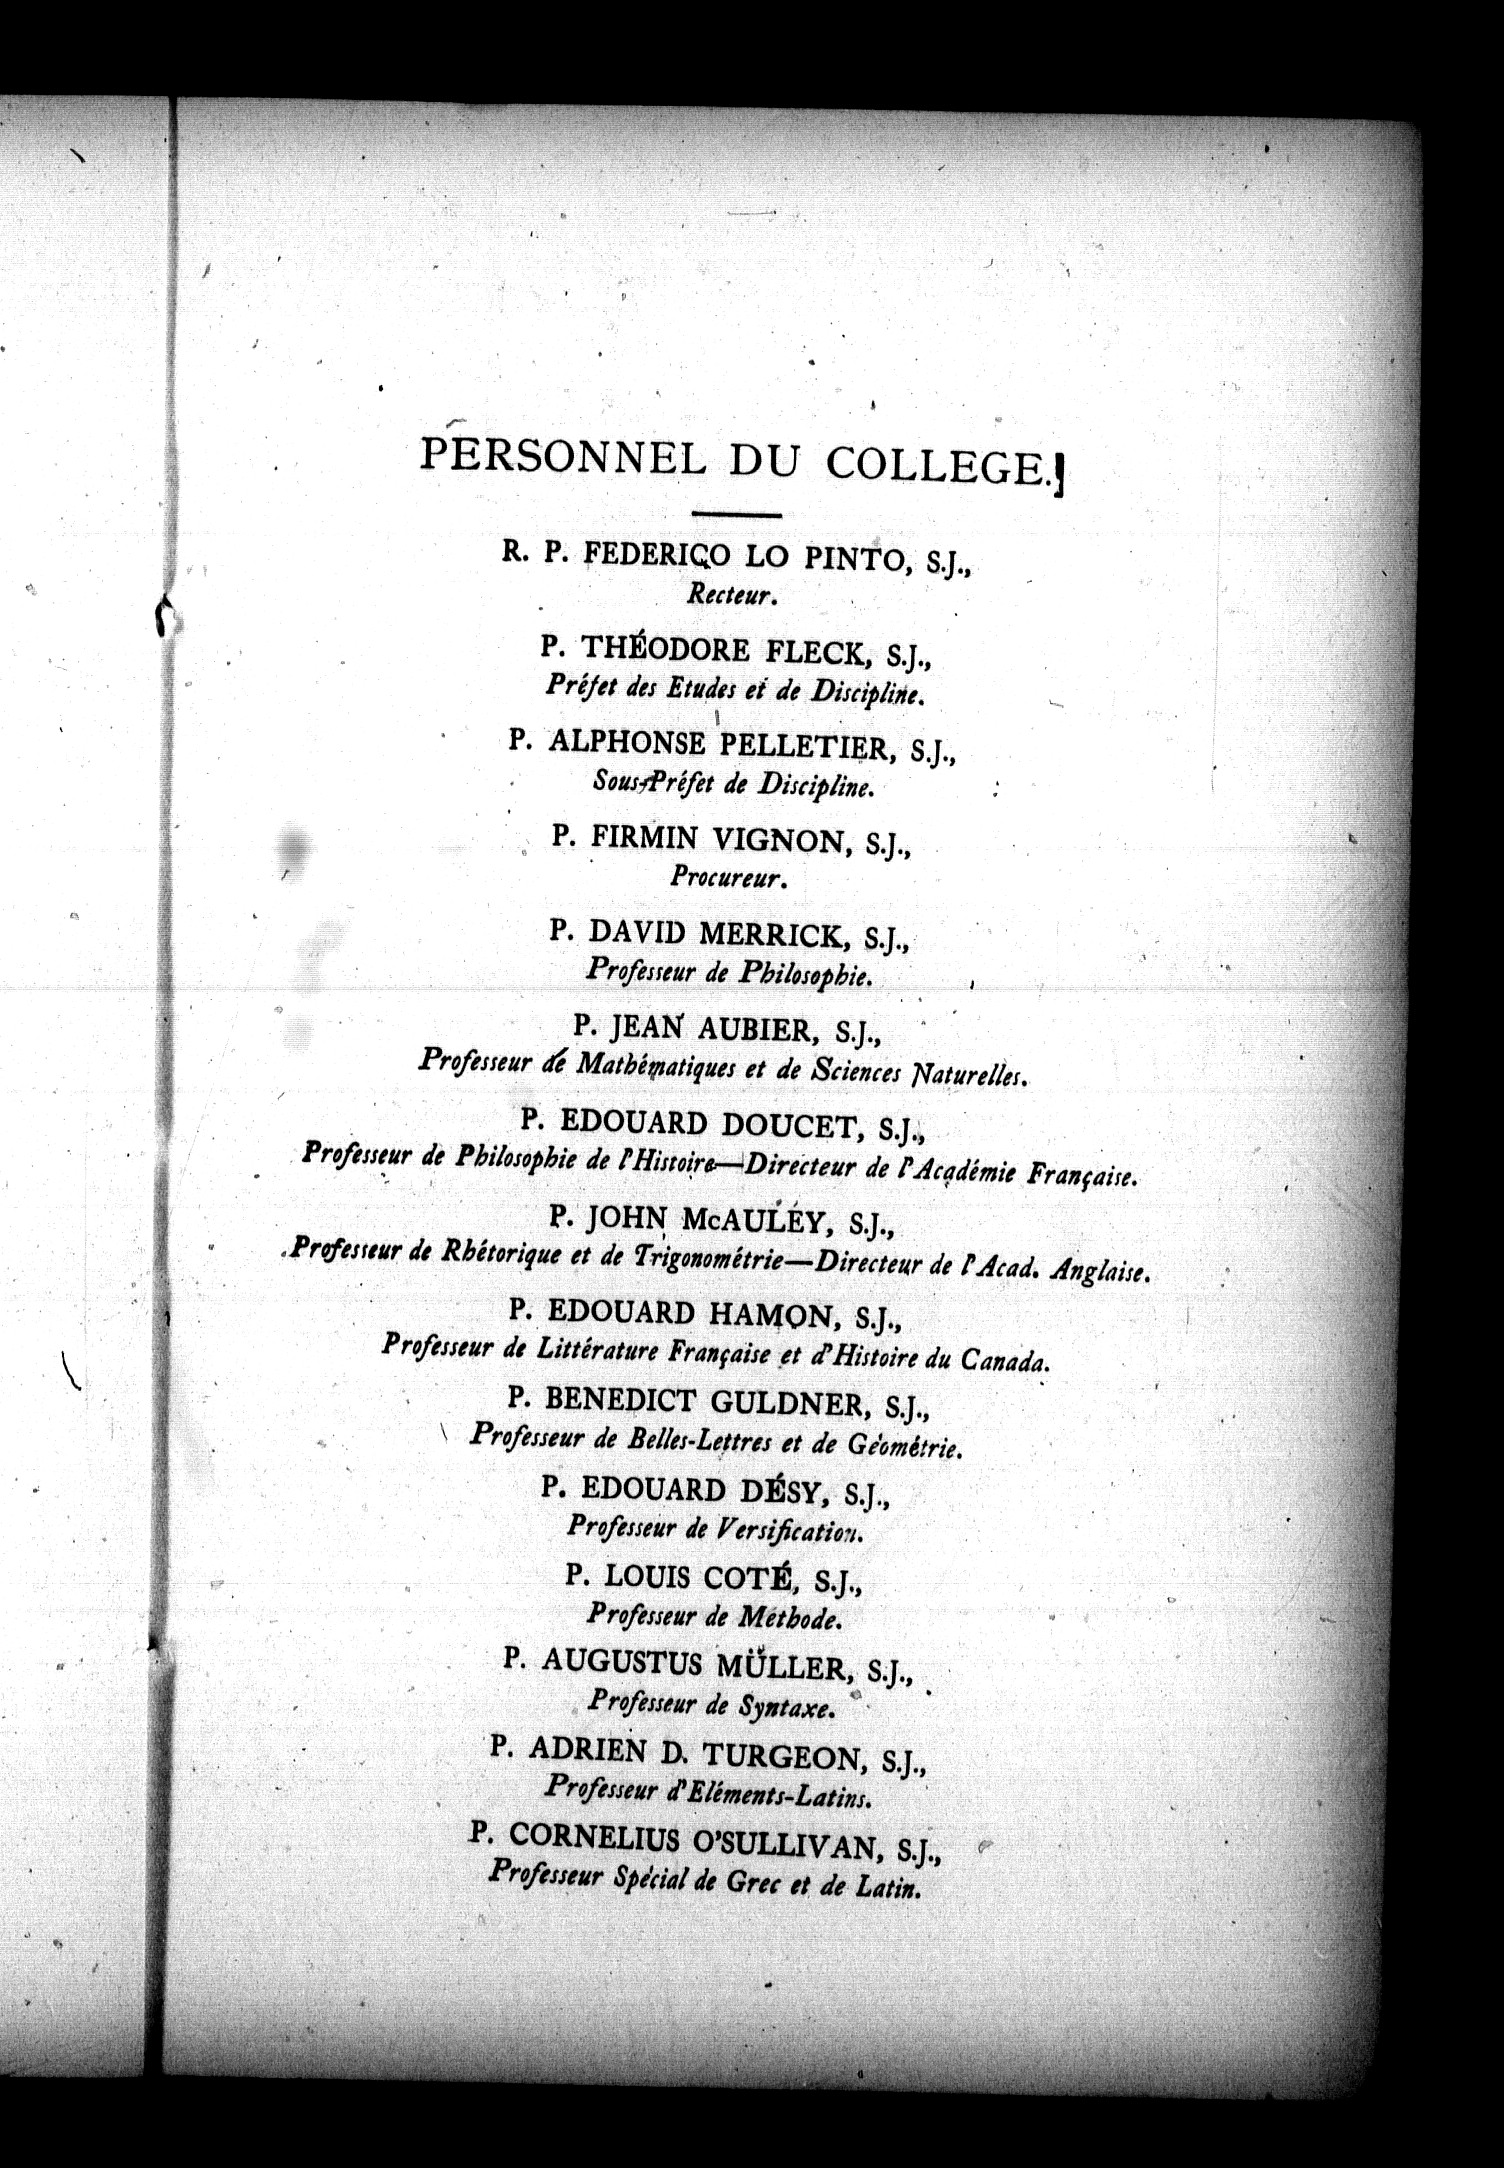 PERSONNEL DU COLLEGE.
R. P. FEDERICO LO PINTO, S.J.,
Recteur.
P. THÉODORE FLECK, S.J.,
Préfet des Etudes et de Discipline.
P. ALPHONSE PELLETIER, S.J.,
Sous-Préfet de Discipline.
P. FIRMIN VIGNON, S.J.,
Procureur.
P. DAVID MERRICK, S.J.,
Professeur de Philosophie.
P. JEAN AUBIER, S.J.,
Professeur de Mathématiques et de Sciences Naturelles.
P. EDOUARD DOUCET, S.J.,
Professeur de Philosophie de l'Histoire—Directeur de l'Académie Française.
P. JOHN McAULEY, S.J.,
Professeur de Rhétorique et de Trigonométrie—Directeur de l'Acad. Anglaise.
P. EDOUARD HAMON, S.J.,
Professeur de Littérature Française et d'Histoire du Canada.
P. BENEDICT GULDNER, S.J.,
Professeur de Belles-Lettres et de Géométrie.
P. EDOUARD DÉSY, S.J.,
Professeur de Versification.
P. LOUIS COTÉ, S.J.,
Professeur de Méthode.
P. AUGUSTUS MÜLLER, S.J.,
Professeur de Syntaxe.
P. ADRIEN D. TURGEON, S.J.,
Professeur d'Eléments-Latins.
P. CORNELIUS O'SULLIVAN, S.J.,
Professeur Spécial de Grec et de Latin.